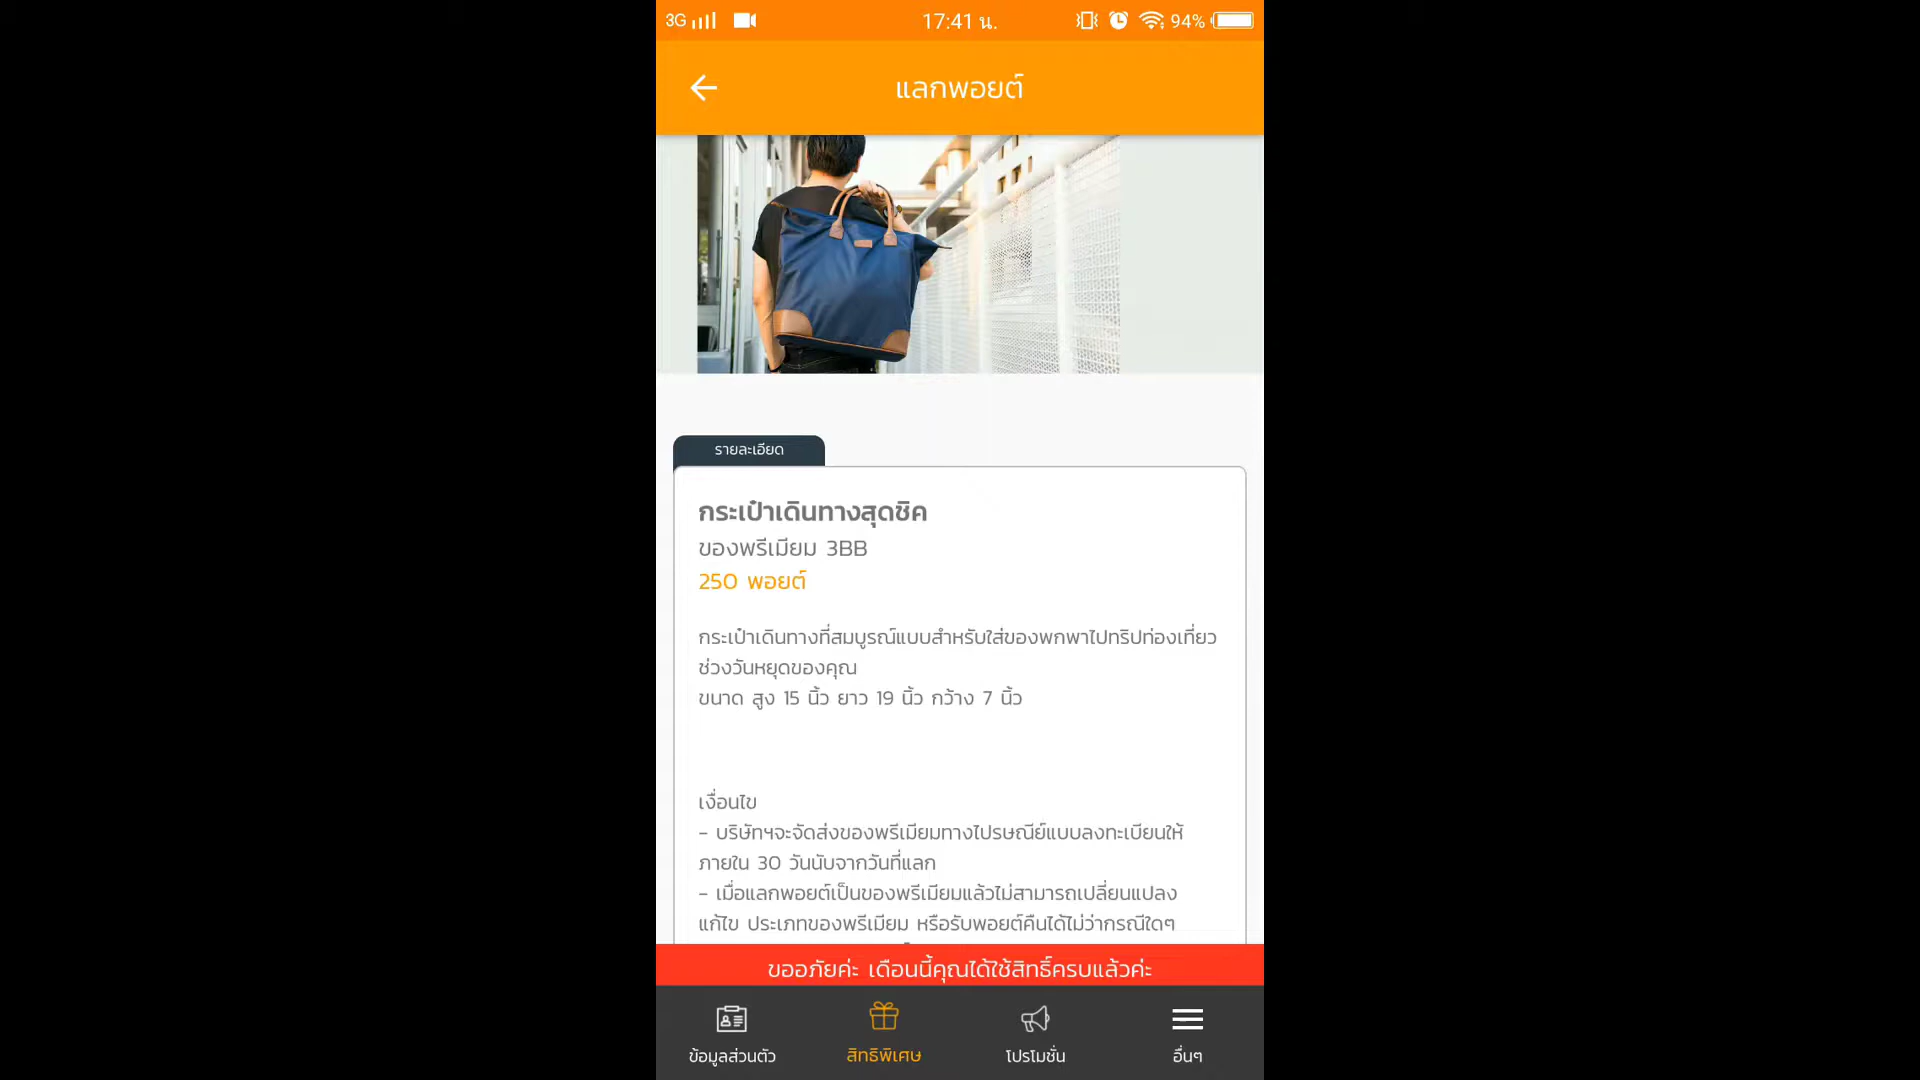 3G
17:41 น.
94%
แลกพอยต์
รายละเอียด
กระเป๋าเดินทางสุดชิค
ของพรีเมียม 3BB
250 พอยต์
กระเป๋าเดินทางที่สมบูรณ์แบบสำหรับใส่ของพกพาไปทริปท่องเที่ยว
ช่วงวันหยุดของคุณ
ขนาด สูง 15 นิ้ว ยาว 19 นิ้ว กว้าง 7 นิ้ว
เงื่อนไข
- บริษัทฯจะจัดส่งของพรีเมียมทางไปรษณีย์แบบลงทะเบียนให้
ภายใน 30 วันนับจากวันที่แลก
- เมื่อแลกพอยต์เป็นของพรีเมียมแล้วไม่สามารถเปลี่ยนแปลง
แก้ไข ประเภทของพรีเมียม หรือรับพอยต์คืนได้ไม่ว่ากรณีใดๆ
ขออภัยค่ะ เดือนนี้คุณได้ใช้สิทธิ์ครบแล้วค่ะ
ข้อมูลส่วนตัว
สิทธิพิเศษ
โปรโมชั่น
อื่นๆ